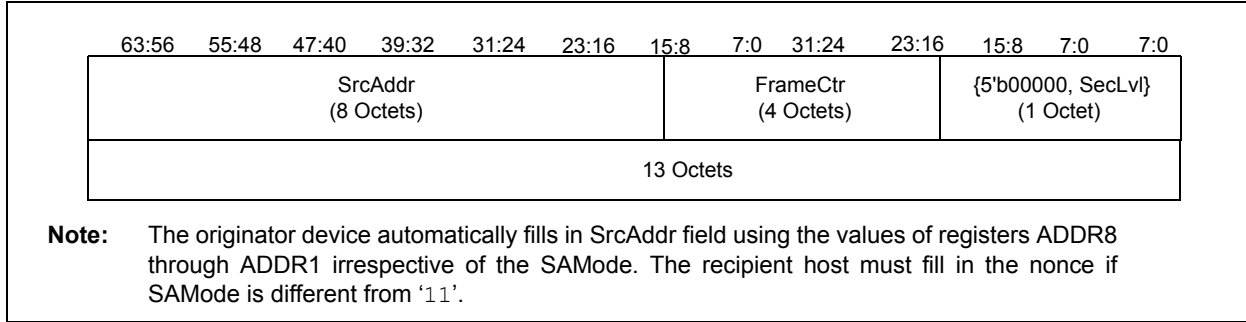 63:56 55:48 47:40 39:32 31:24 23:16 15:8 7:0 31:24 23:16 15:8 7:0 7:0
SrcAddr FrameCtr {5'b00000, SecLvl}
(8 Octets) (4 Octets) (1 Octet)
13 Octets
Note: The originator device automatically fills in SrcAddr field using the values of registers ADDR8
through ADDR1 irrespective of the SAMode. The recipient host must fill in the nonce if
SAMode is different from ‘11’.